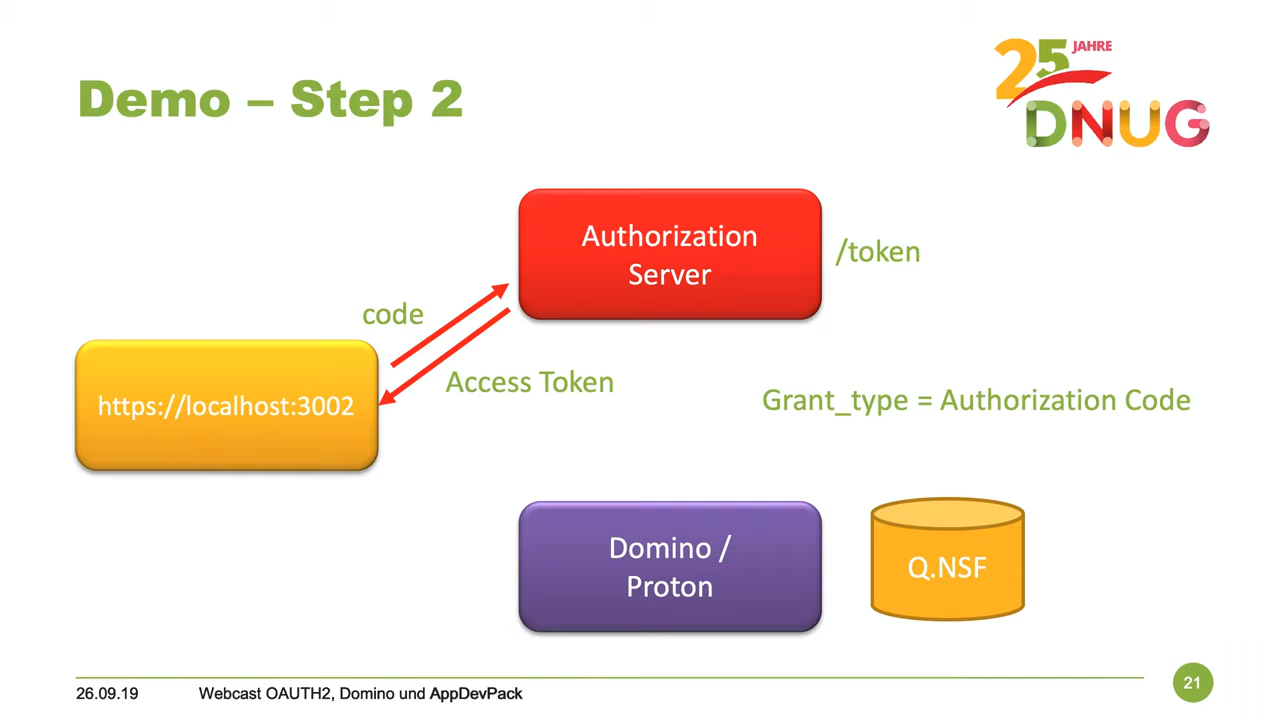 25 JAHRE
DNUG
Demo – Step 2
Authorization
Server
/token
code
Access Token
https://localhost:3002
Grant_type = Authorization Code
Domino /
Proton
Q.NSF
26.09.19
Webcast OAUTH2, Domino und AppDevPack
21